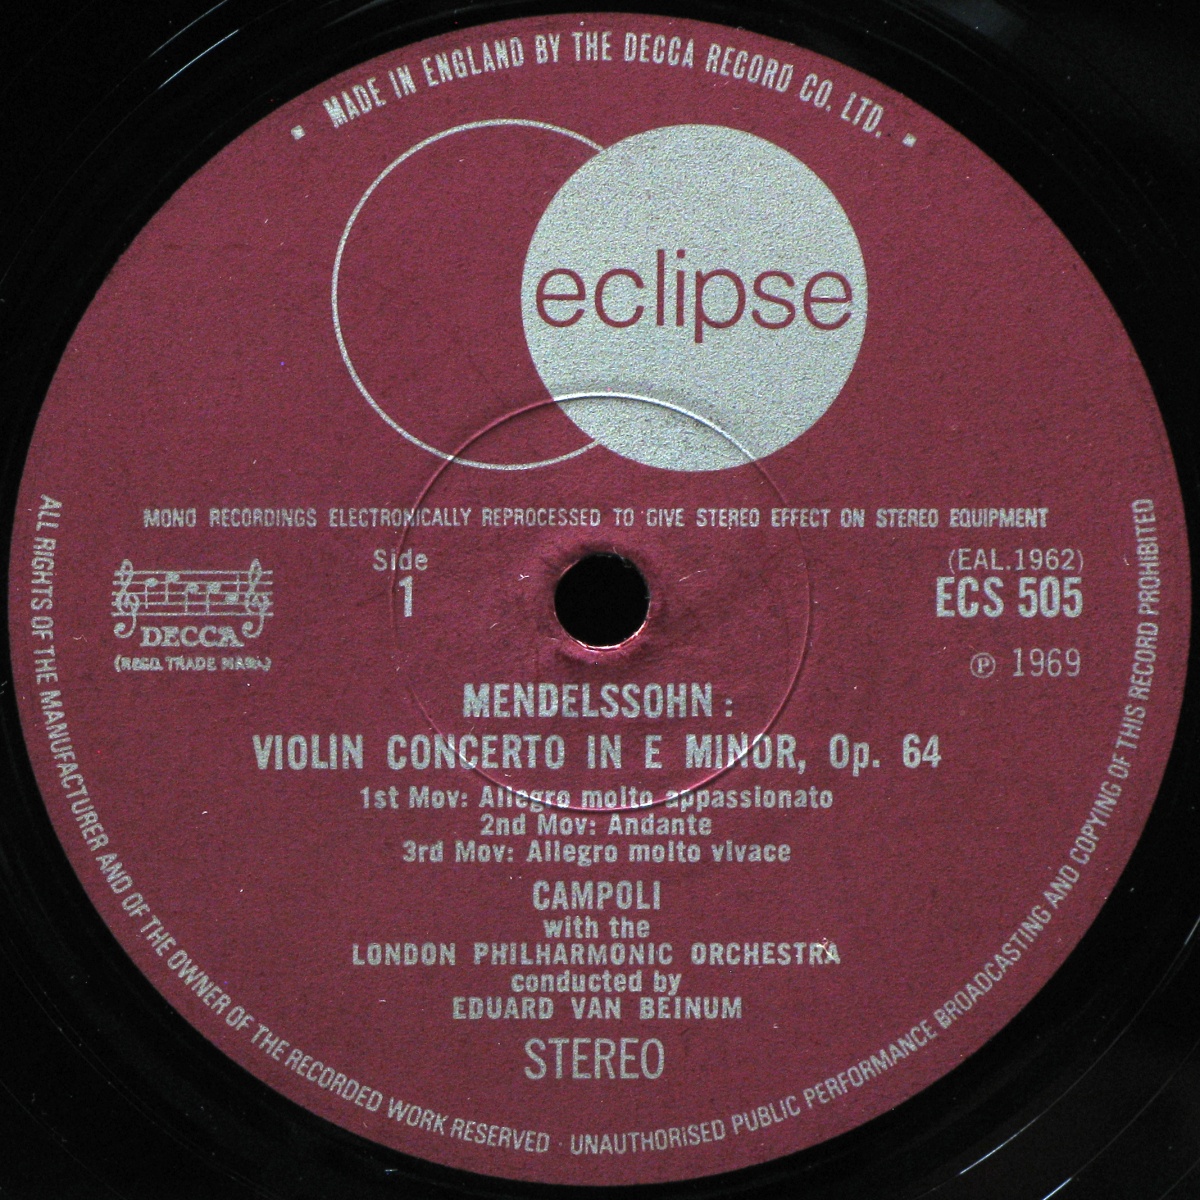 • MADE IN ENGLAND BY THE DECCA RECORD CO. LTD. •
eclipse
MONO RECORDINGS ELECTRONICALLY REPROCESSED TO GIVE STEREO EFFECT ON STEREO EQUIPMENT
DECCA
(REGD. TRADE MARK.)
Side
1
(EAL.1962)
ECS 505
℗ 1969
MENDELSSOHN:
VIOLIN CONCERTO IN E MINOR, Op. 64
1st Mov: Allegro molto appassionato
2nd Mov: Andante
3rd Mov: Allegro molto vivace
CAMPOLI
with the
LONDON PHILHARMONIC ORCHESTRA
conducted by
EDUARD VAN BEINUM
STEREO
ALL RIGHTS OF THE MANUFACTURER AND OF THE OWNER OF THE RECORDED WORK RESERVED · UNAUTHORISED PUBLIC PERFORMANCE BROADCASTING AND COPYING OF THIS RECORD PROHIBITED